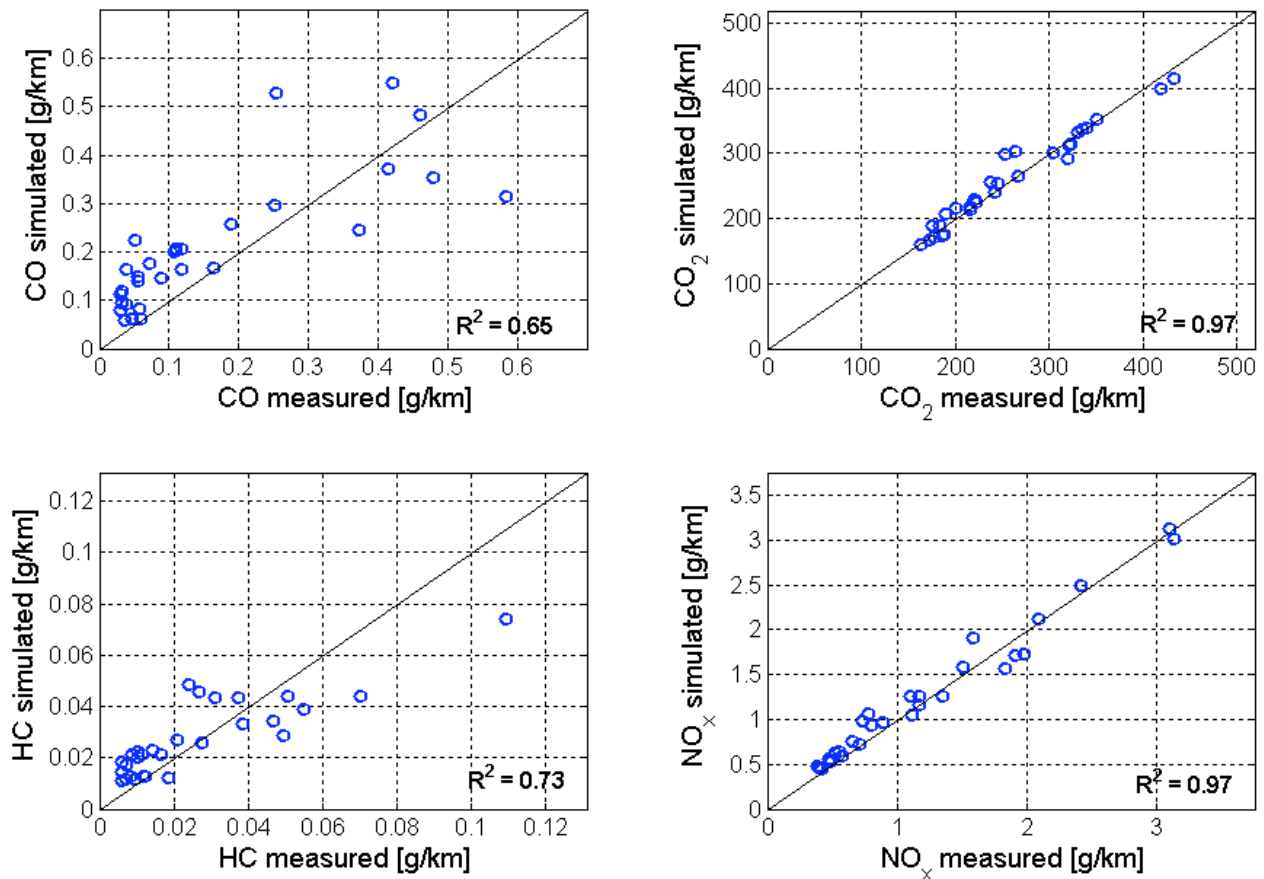 CO simulated [g/km]
0.6
0.5
0.4
0.3
0.2
0.1
0
0 0.1 0.2 0.3 0.4 0.5 0.6
R² = 0.65
CO measured [g/km]
CO₂ simulated [g/km]
500
400
300
200
100
0
0 100 200 300 400 500
R² = 0.97
CO₂ measured [g/km]
HC simulated [g/km]
0.12
0.1
0.08
0.06
0.04
0.02
0
0 0.02 0.04 0.06 0.08 0.1 0.12
R² = 0.73
HC measured [g/km]
NOₓ simulated [g/km]
3.5
3
2.5
2
1.5
1
0.5
0
0 1 2 3
R² = 0.97
NOₓ measured [g/km]